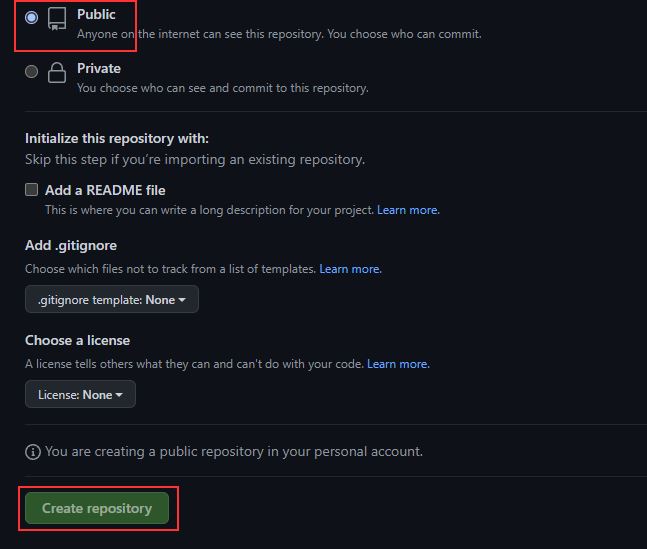 Public
Anyone on the internet can see this repository. You choose who can commit.
Private
You choose who can see and commit to this repository.
Initialize this repository with:
Skip this step if you're importing an existing repository.
Add a README file
This is where you can write a long description for your project. Learn more.
Add .gitignore
Choose which files not to track from a list of templates. Learn more.
.gitignore template: None
Choose a license
A license tells others what they can and can't do with your code. Learn more.
License: None
You are creating a public repository in your personal account.
Create repository